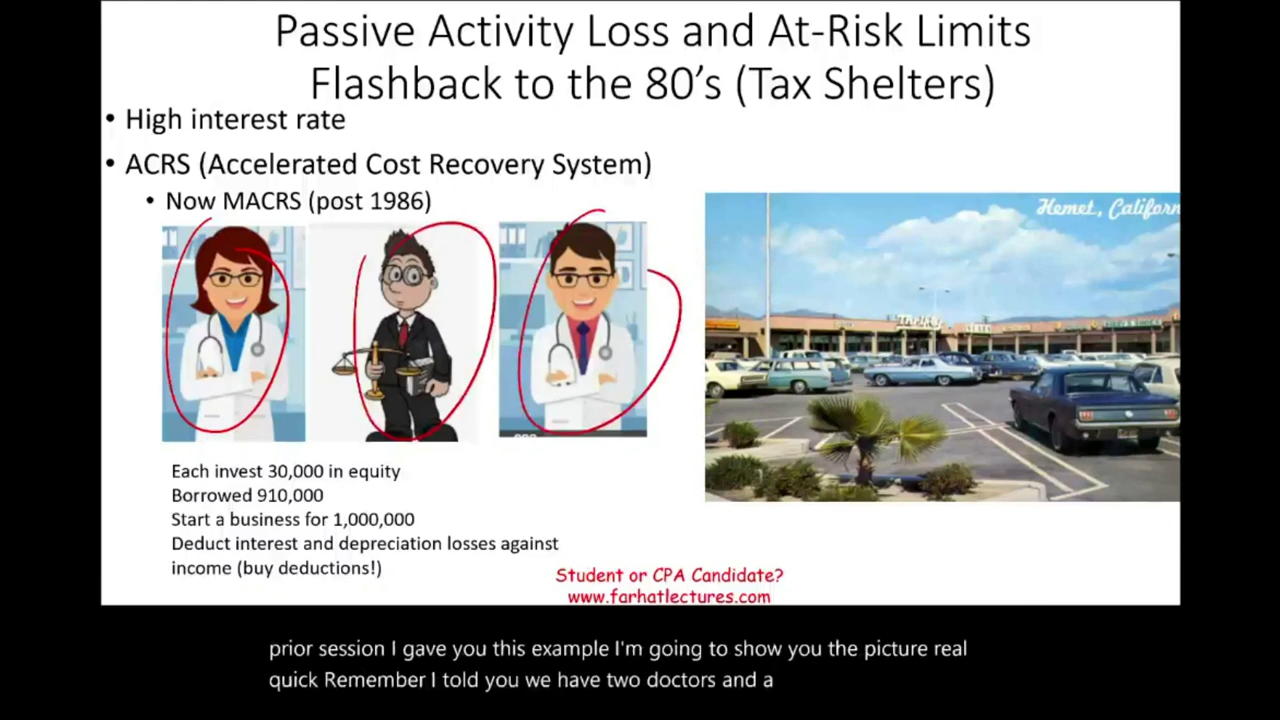 Passive Activity Loss and At-Risk Limits
Flashback to the 80's (Tax Shelters)
• High interest rate
• ACRS (Accelerated Cost Recovery System)
• Now MACRS (post 1986)
Hemet, Californ
Thrifty
Each invest 30,000 in equity
Borrowed 910,000
Start a business for 1,000,000
Deduct interest and depreciation losses against
income (buy deductions!)
Student or CPA Candidate?
www.farhatlectures.com
prior session I gave you this example I'm going to show you the picture real
quick Remember I told you we have two doctors and a